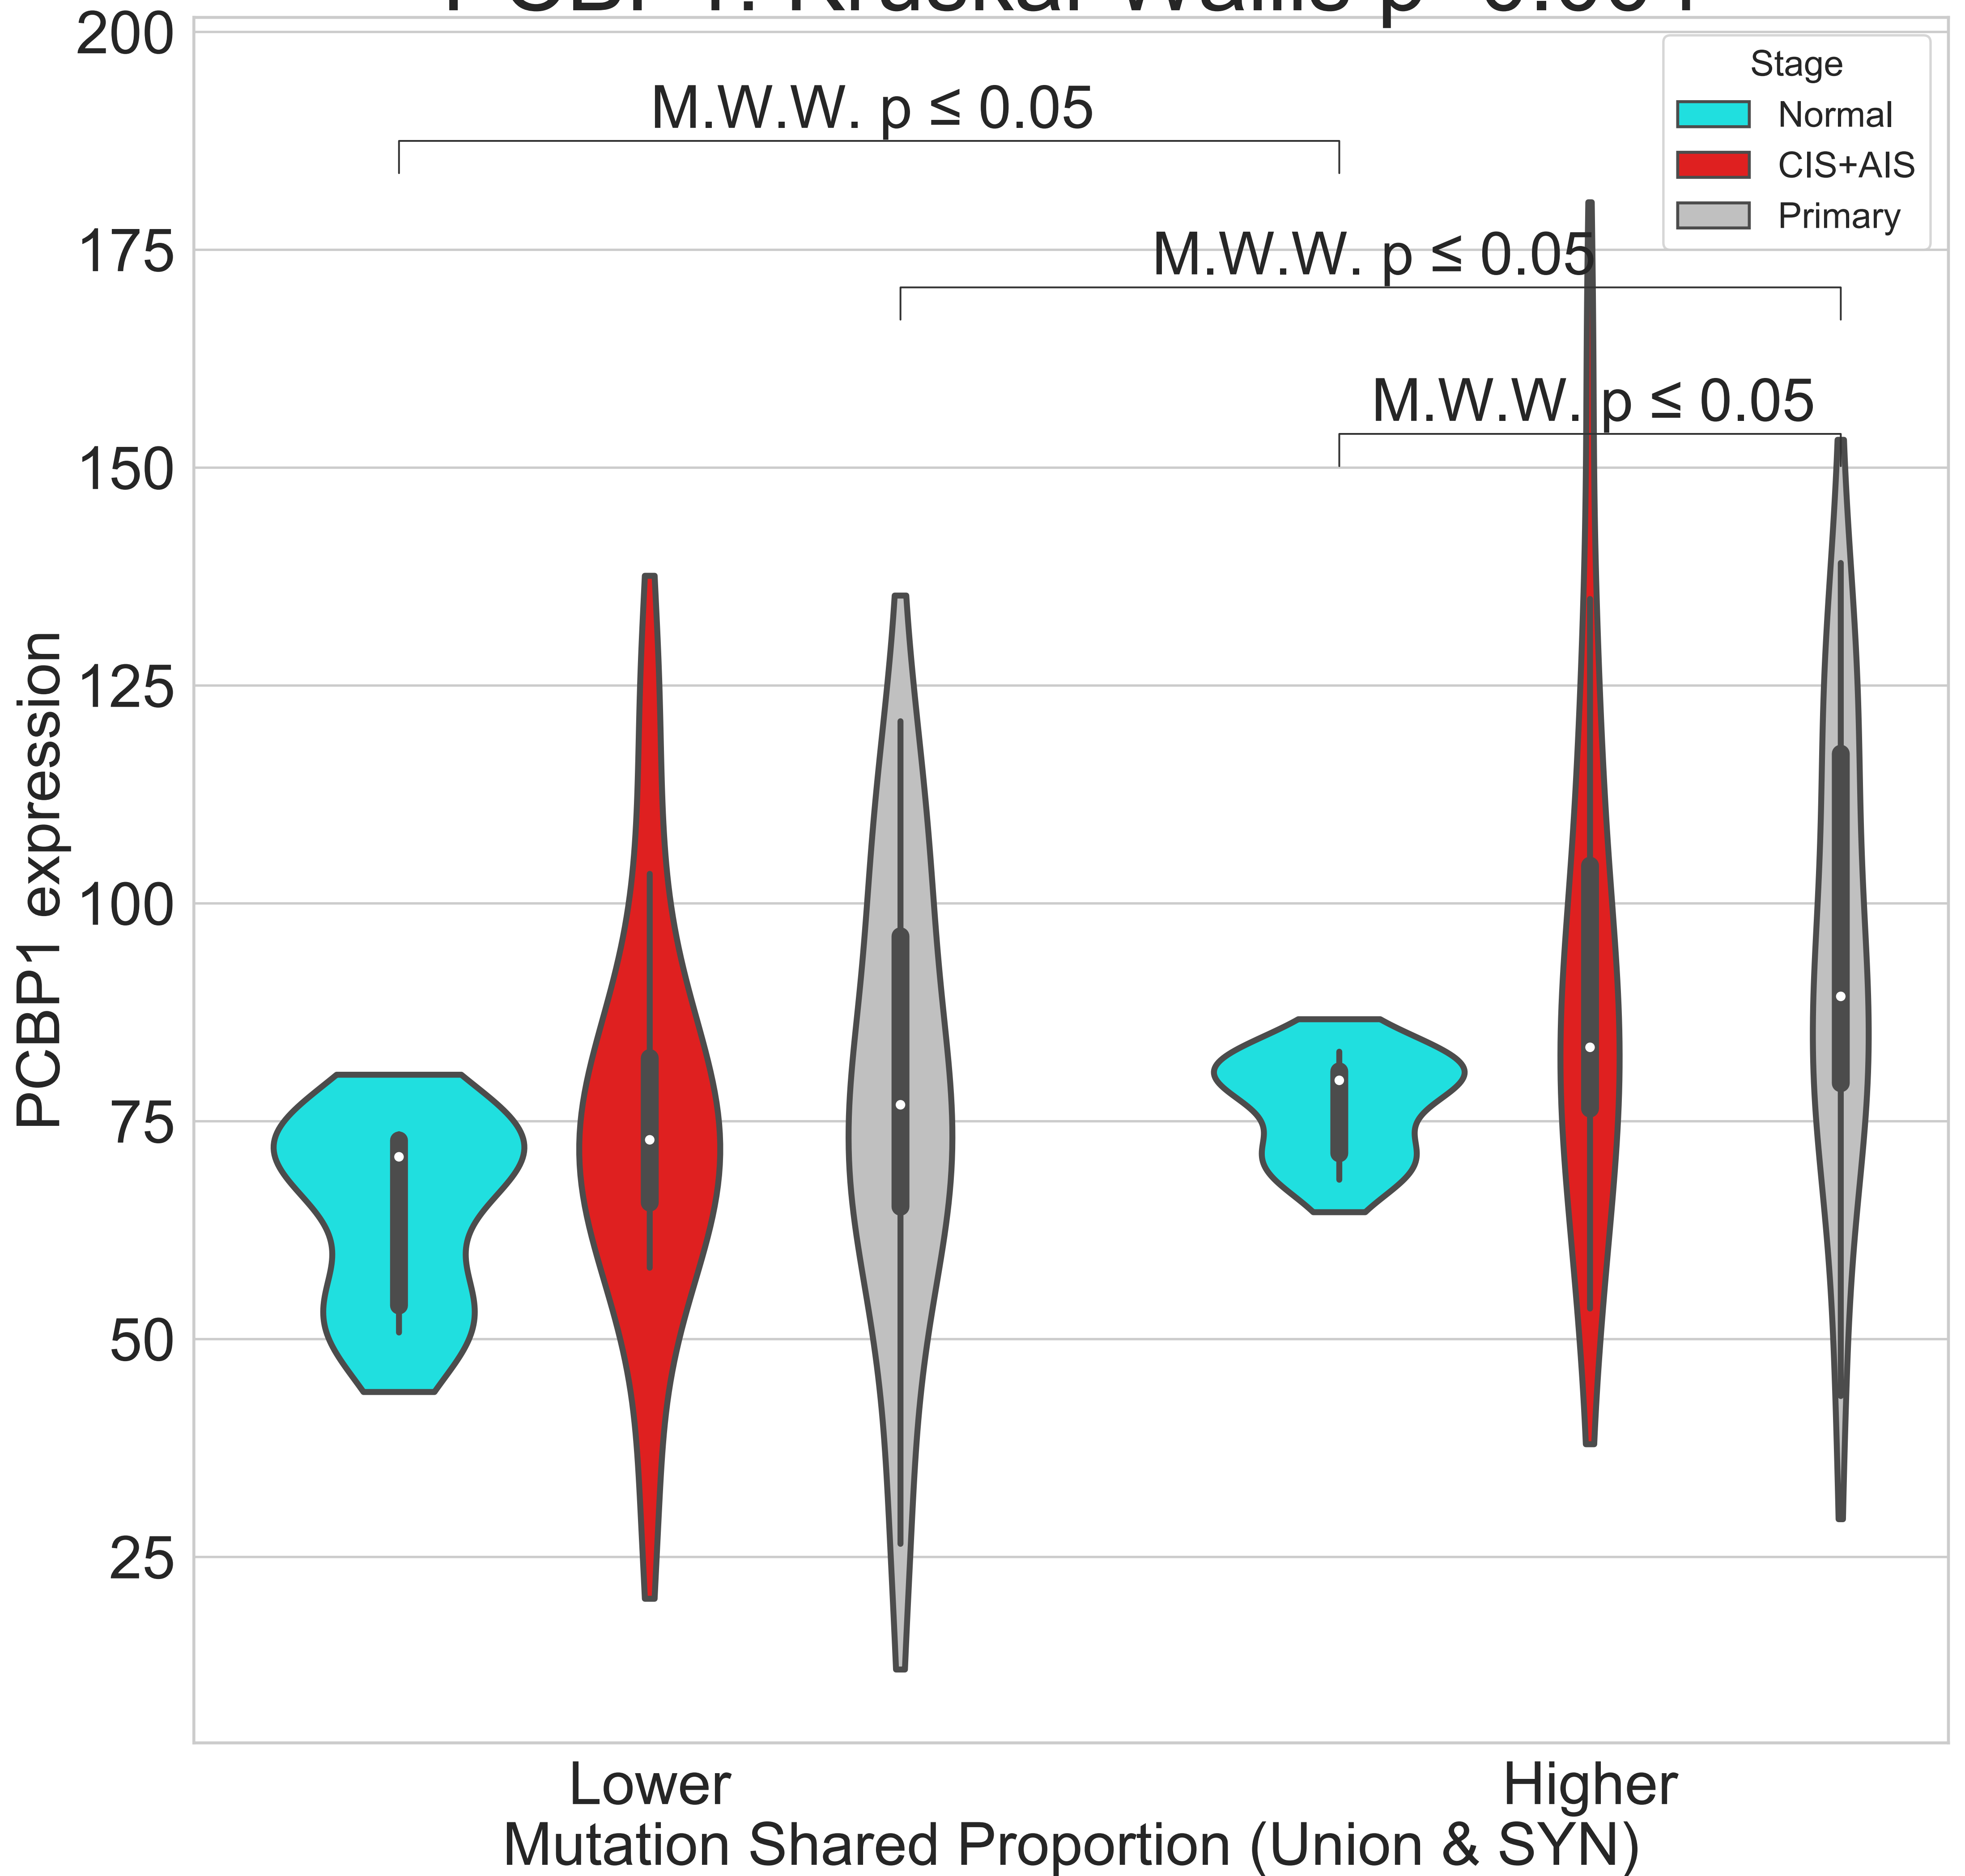 200
M.W.W. p ≤ 0.05
Stage
Normal
CIS+AIS
Primary
175
M.W.W. p ≤ 0.05
M.W.W. p ≤ 0.05
150
125
100
75
50
25
PCBP1 expression
Lower
Higher
Mutation Shared Proportion (Union & SYN)